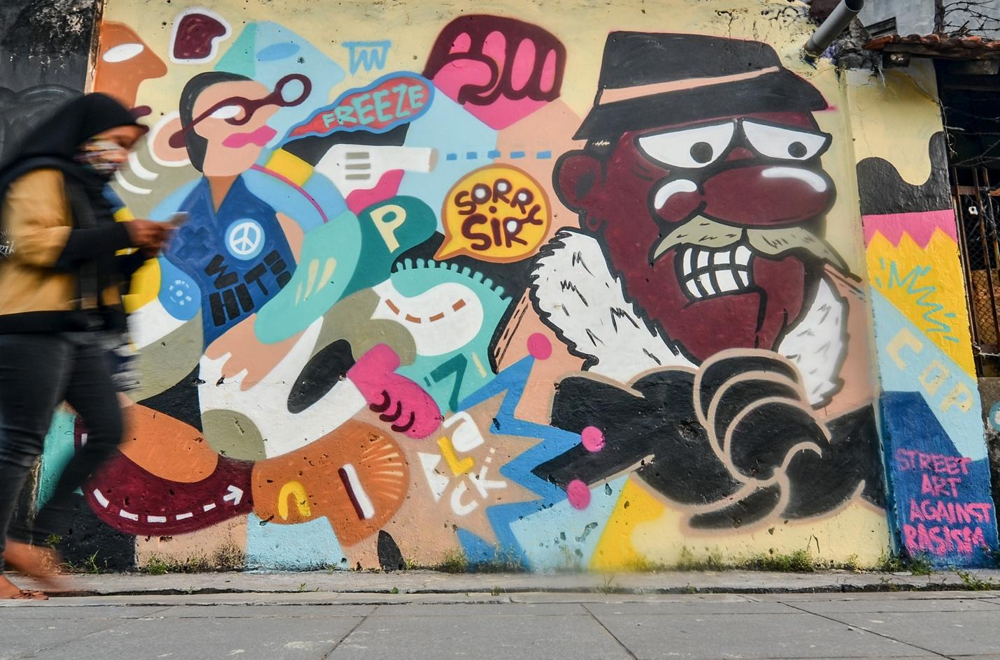 FREEZE
SORRY
SIR
P
WHITE
BLACK
COP
STREET
ART
AGAINST
RASISM